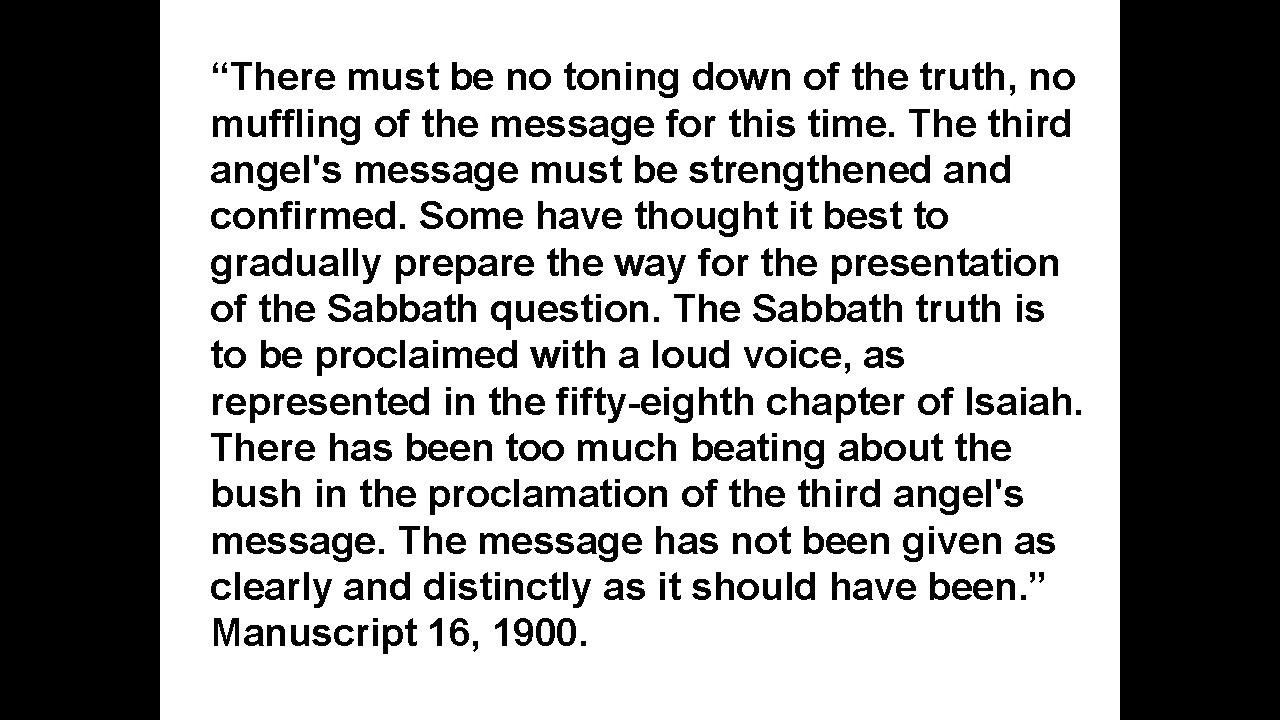 “There must be no toning down of the truth, no
muffling of the message for this time. The third
angel's message must be strengthened and
confirmed. Some have thought it best to
gradually prepare the way for the presentation
of the Sabbath question. The Sabbath truth is
to be proclaimed with a loud voice, as
represented in the fifty-eighth chapter of Isaiah.
There has been too much beating about the
bush in the proclamation of the third angel's
message. The message has not been given as
clearly and distinctly as it should have been.”
Manuscript 16, 1900.